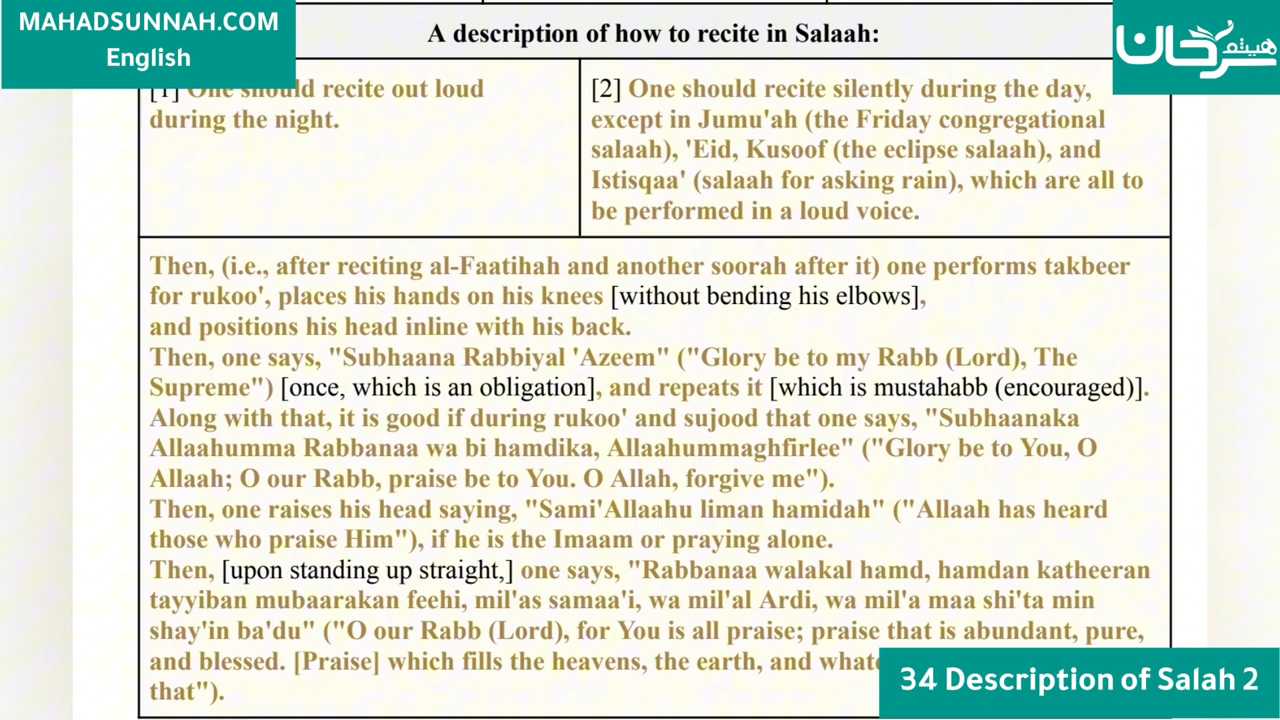 MAHADSUNNAH.COM
English
هيثم
سرحان
A description of how to recite in Salaah:
[1] One should recite out loud
during the night.
[2] One should recite silently during the day,
except in Jumu'ah (the Friday congregational
salaah), 'Eid, Kusoof (the eclipse salaah), and
Istisqaa' (salaah for asking rain), which are all to
be performed in a loud voice.
Then, (i.e., after reciting al-Faatihah and another soorah after it) one performs takbeer
for rukoo', places his hands on his knees [without bending his elbows],
and positions his head inline with his back.
Then, one says, "Subhaana Rabbiyal 'Azeem" ("Glory be to my Rabb (Lord), The
Supreme") [once, which is an obligation], and repeats it [which is mustahabb (encouraged)].
Along with that, it is good if during rukoo' and sujood that one says, "Subhaanaka
Allaahumma Rabbanaa wa bi hamdika, Allaahummaghfirlee" ("Glory be to You, O
Allaah; O our Rabb, praise be to You. O Allah, forgive me").
Then, one raises his head saying, "Sami'Allaahu liman hamidah" ("Allaah has heard
those who praise Him"), if he is the Imaam or praying alone.
Then, [upon standing up straight,] one says, "Rabbanaa walakal hamd, hamdan katheeran
tayyiban mubaarakan feehi, mil'as samaa'i, wa mil'al Ardi, wa mil'a maa shi'ta min
shay'in ba'du" ("O our Rabb (Lord), for You is all praise; praise that is abundant, pure,
and blessed. [Praise] which fills the heavens, the earth, and
that").
34 Description of Salah 2